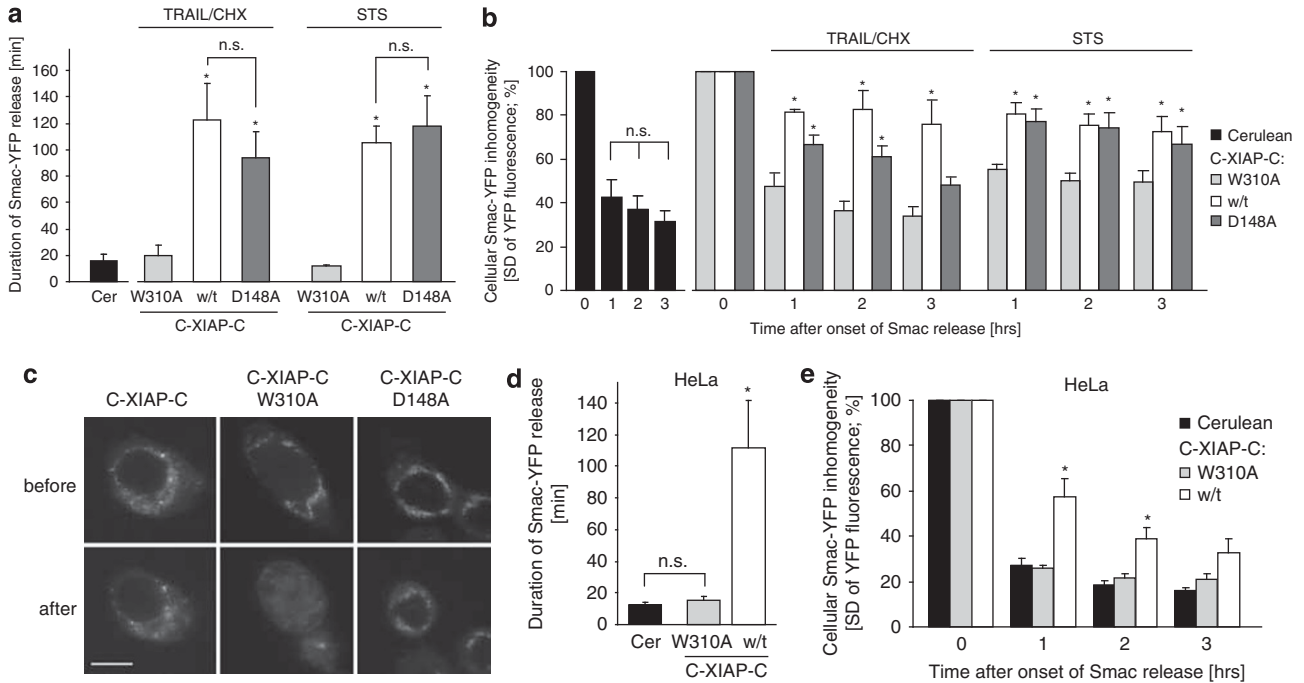 a
TRAIL/CHX
STS
n.s.
n.s.
Duration of Smac-YFP release [min]
160
140
120
100
80
60
40
20
0
* * * *
Cer W310A w/t D148A W310A w/t D148A
C-XIAP-C C-XIAP-C
b
TRAIL/CHX STS
Cellular Smac-YFP inhomogeneity
[SD of YFP fluorescence; %]
100
80
60
40
20
0
n.s.
* * * * * * * * * * *
0 1 2 3 0 1 2 3 1 2 3
Time after onset of Smac release [hrs]
Cerulean
C-XIAP-C:
W310A
w/t
D148A
c
C-XIAP-C
C-XIAP-C
W310A
C-XIAP-C
D148A
before
after
d
HeLa
Duration of Smac-YFP release
[min]
140
120
100
80
60
40
20
0
n.s.
*
Cer W310A w/t
C-XIAP-C
e
HeLa
Cellular Smac-YFP inhomogeneity
[SD of YFP fluorescence; %]
100
80
60
40
20
0
* *
Cerulean
C-XIAP-C:
W310A
w/t
0 1 2 3
Time after onset of Smac release [hrs]